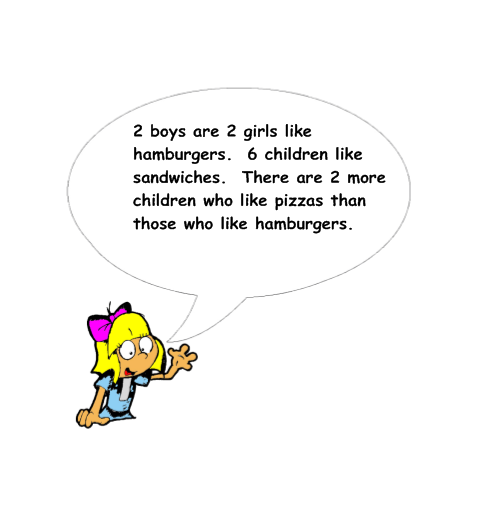 2 boys are 2 girls like
hamburgers.  6 children like
sandwiches.  There are 2 more
children who like pizzas than
those who like hamburgers.